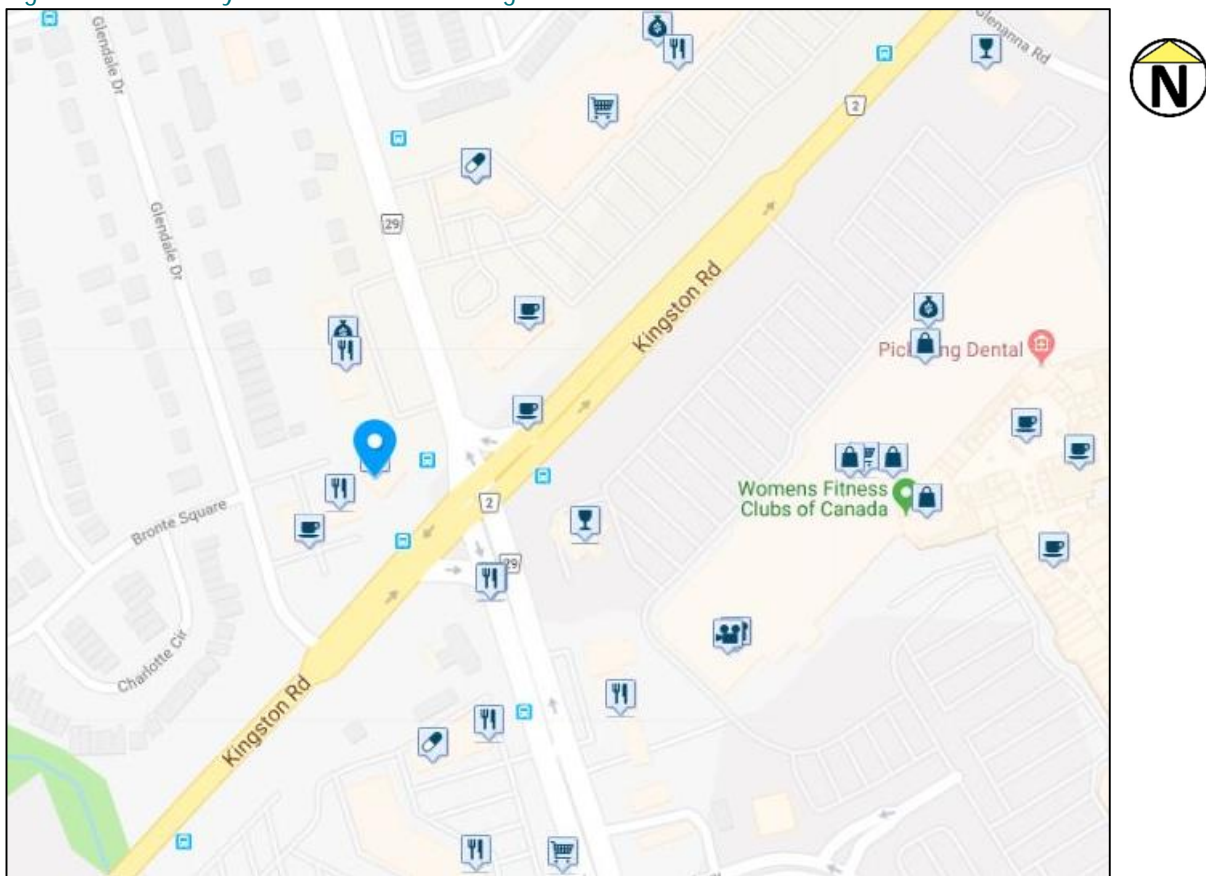 Glendale Dr
Glenanna Rd
N
2
29
Glendale Dr
Kingston Rd
Dental
Womens Fitness
Clubs of Canada
2
Bronte Square
29
Charlotte Cir
Kingston Rd